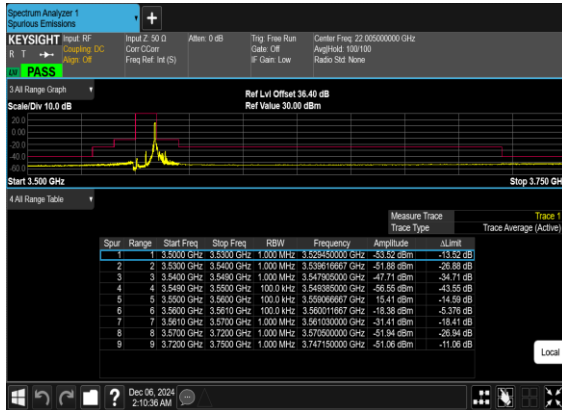 Spectrum Analyzer 1
Spurious Emissions
+
KEYSIGHT Input: RF Input Z: 50 Ω Atten: 0 dB Trig: Free Run Center Freq: 22.005000000 GHz
R T Coupling: DC Corr CCorr Gate: Off Avg|Hold: 100/100
Align: Off Freq Ref: Int (S) IF Gain: Low Radio Std: None
PASS
3 All Range Graph Ref Lvl Offset 36.40 dB
Scale/Div 10.0 dB Ref Value 30.00 dBm
20.0
0.00
-20.0
-40.0
-60.0
Start 3.500 GHz Stop 3.750 GH
4 All Range Table
Measure Trace Trace 1
Trace Type Trace Average (Active)
Spur Range Start Freq Stop Freq RBW Frequency Amplitude ΔLimit
1 1 3.5000 GHz 3.5300 GHz 1.000 MHz 3.529450000 GHz -53.52 dBm -13.52 dB
2 2 3.5300 GHz 3.5400 GHz 1.000 MHz 3.539616667 GHz -51.88 dBm -26.88 dB
3 3 3.5400 GHz 3.5490 GHz 1.000 MHz 3.547905000 GHz -47.71 dBm -34.71 dB
4 4 3.5490 GHz 3.5500 GHz 100.0 kHz 3.549385000 GHz -56.55 dBm -43.55 dB
5 5 3.5500 GHz 3.5600 GHz 100.0 kHz 3.559066667 GHz 15.41 dBm -14.59 dB
6 6 3.5600 GHz 3.5610 GHz 100.0 kHz 3.560011667 GHz -18.38 dBm -5.376 dB
7 7 3.5610 GHz 3.5700 GHz 1.000 MHz 3.561030000 GHz -31.41 dBm -18.41 dB
8 8 3.5700 GHz 3.7200 GHz 1.000 MHz 3.570500000 GHz -51.94 dBm -26.94 dB
9 9 3.7200 GHz 3.7500 GHz 1.000 MHz 3.747150000 GHz -51.06 dBm -11.06 dB
Local
? Dec 06, 2024
2:10:36 AM